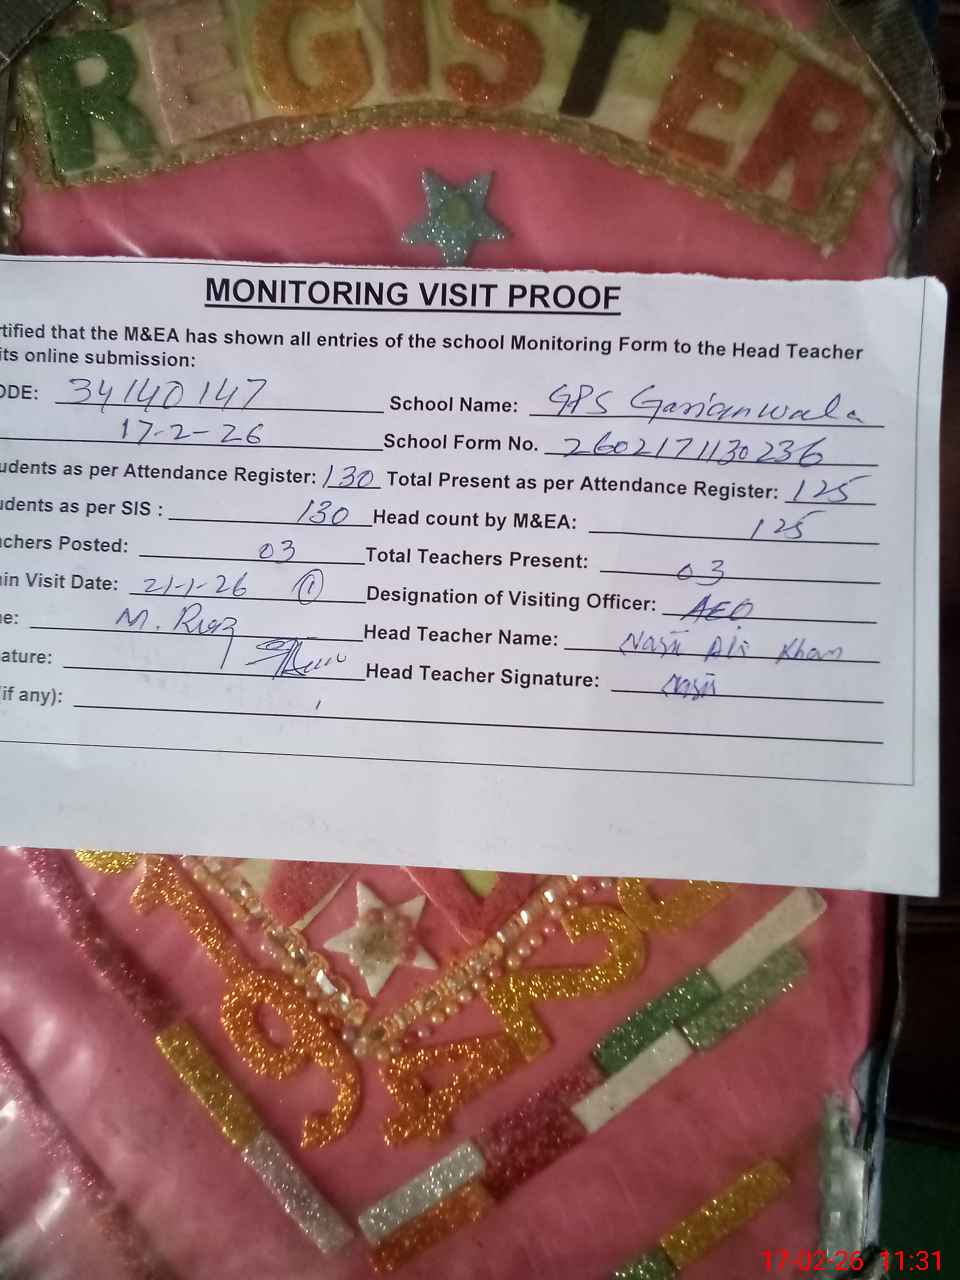 REGISTER
MONITORING VISIT PROOF
rtified that the M&EA has shown all entries of the school Monitoring Form to the Head Teacher
its online submission:
ODE: 34140147 School Name: GPS Garianwala
17-2-26 School Form No. 2602171130236
udents as per Attendance Register: 130 Total Present as per Attendance Register: 125
udents as per SIS : 130 Head count by M&EA: 125
achers Posted: 03 Total Teachers Present: 03
in Visit Date: 21-1-26 1 Designation of Visiting Officer: AEO
e: M. Riaz Head Teacher Name: Nasir Ali Khan
ature: Head Teacher Signature: Nasir
if any):
17-02-26 11:31